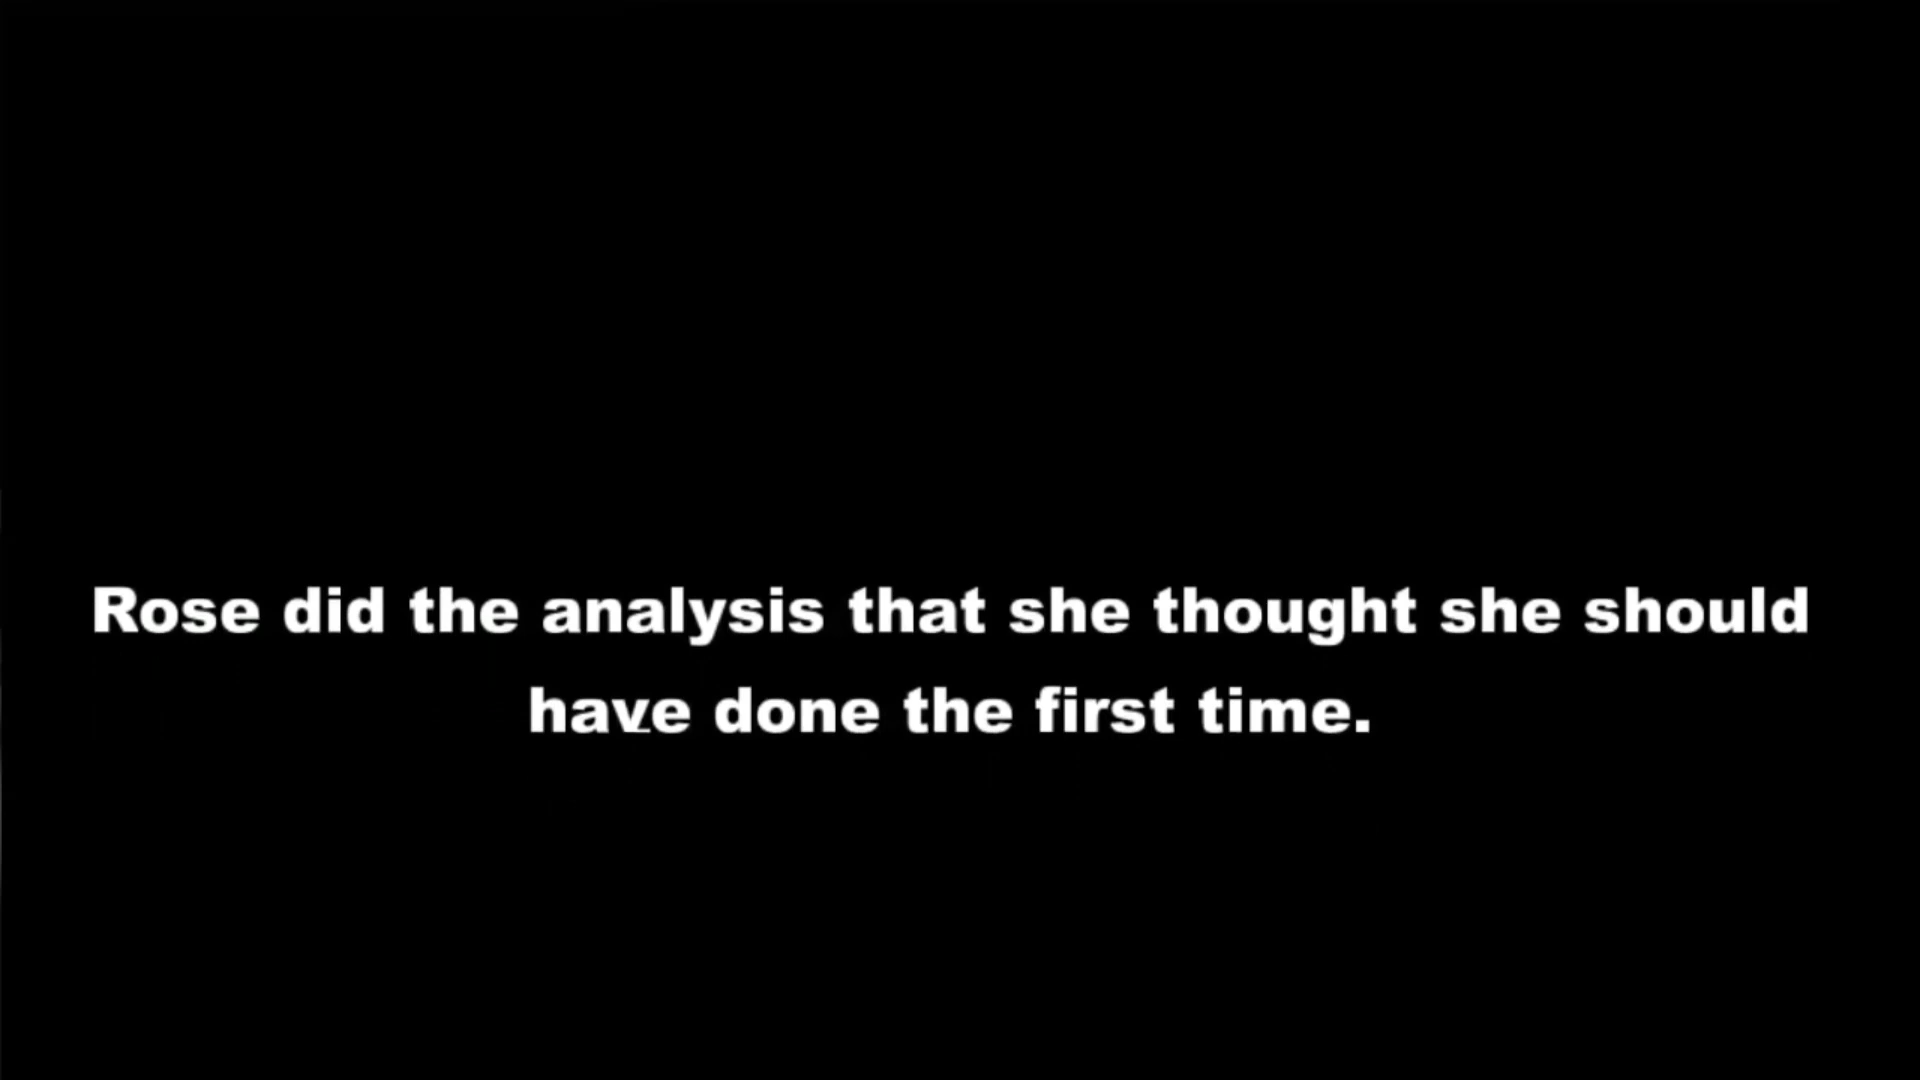 Rose did the analysis that she thought she should
have done the first time.